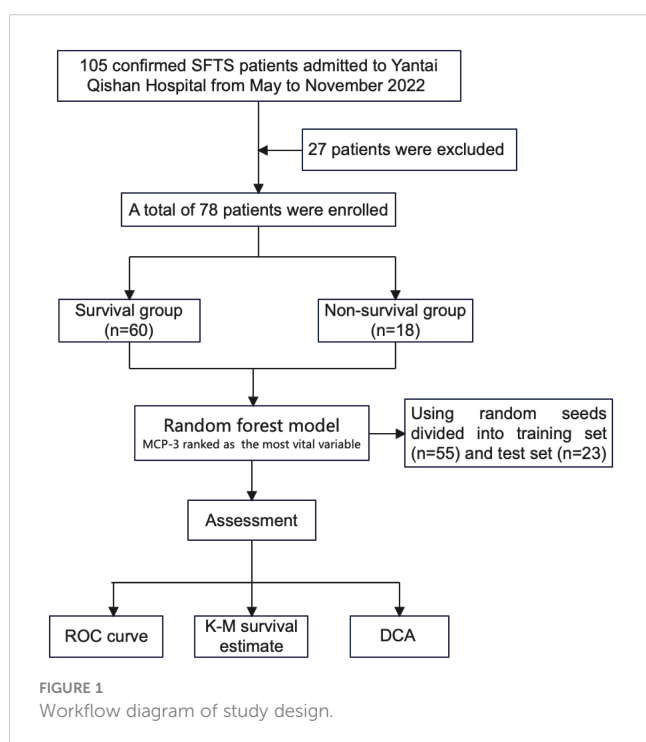 105 confirmed SFTS patients admitted to Yantai
Qishan Hospital from May to November 2022
27 patients were excluded
A total of 78 patients were enrolled
Survival group
(n=60)
Non-survival group
(n=18)
Random forest model
MCP-3 ranked as the most vital variable
Using random seeds
divided into training set
(n=55) and test set (n=23)
Assessment
ROC curve
K-M survival
estimate
DCA
FIGURE 1
Workflow diagram of study design.